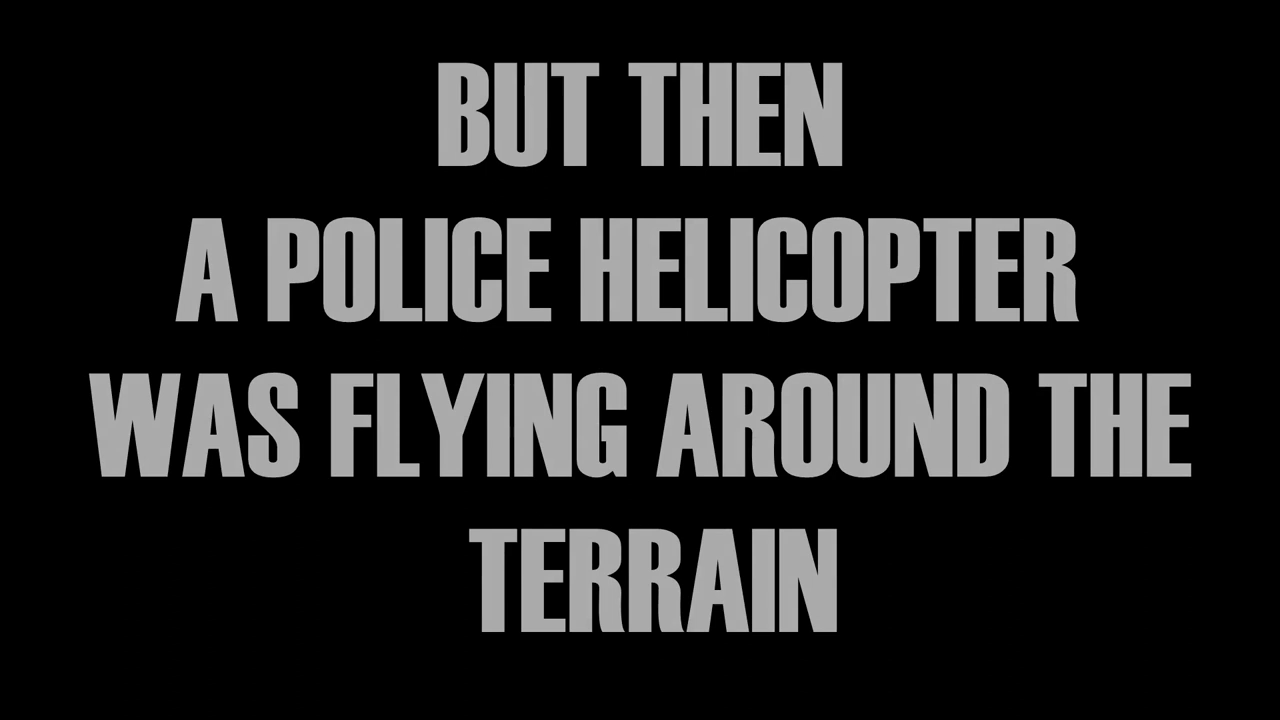 BUT THEN
A POLICE HELICOPTER
WAS FLYING AROUND THE
TERRAIN